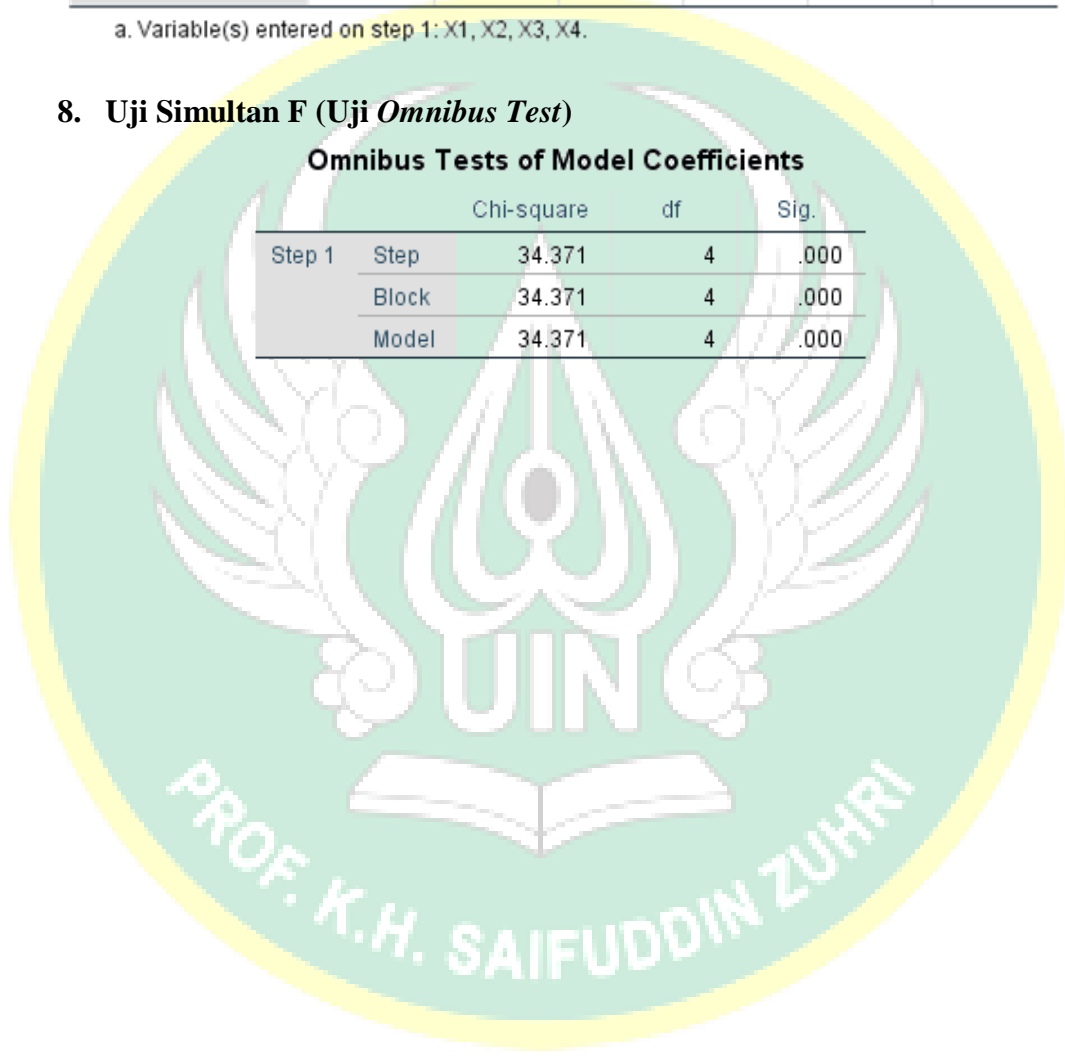 a. Variable(s) entered on step 1: X1, X2, X3, X4.
8. Uji Simultan F (Uji Omnibus Test)
Omnibus Tests of Model Coefficients
Chi-square df Sig.
Step 1 Step 34.371 4 .000
Block 34.371 4 .000
Model 34.371 4 .000
UIN
PROF. K.H. SAIFUDDIN ZUHRI